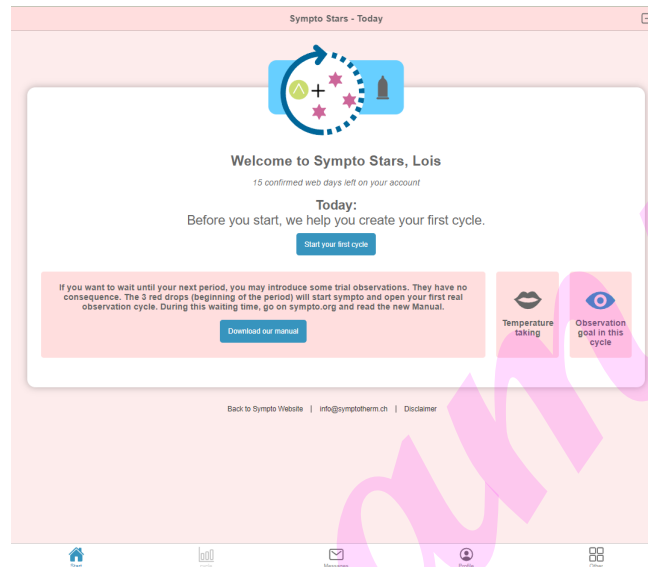 Sympto Stars - Today
Welcome to Sympto Stars, Lois
15 confirmed web days left on your account
Today:
Before you start, we help you create your first cycle.
Start your first cycle
If you want to wait until your next period, you may introduce some trial observations. They have no
consequence. The 3 red drops (beginning of the period) will start sympto and open your first real
observation cycle. During this waiting time, go on sympto.org and read the new Manual.
Download our manual
Temperature
taking
Observation
goal in this
cycle
Back to Sympto Website | info@symptotherm.ch | Disclaimer
Start
Messages
Profile
Other